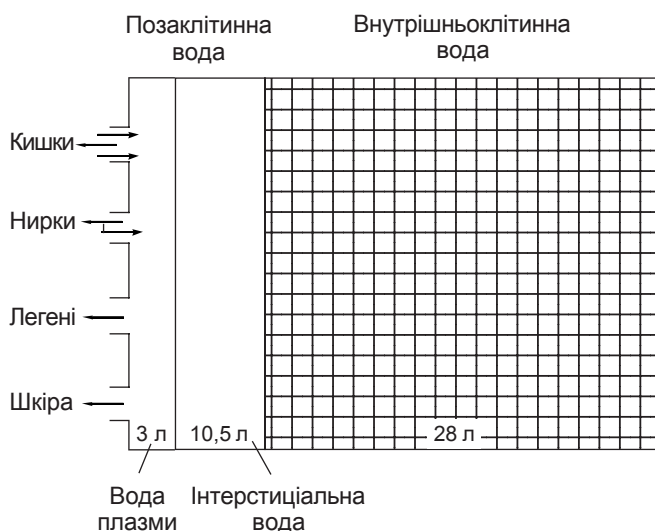 Позаклітинна
вода
Внутрішньоклітинна
вода
Кишки
Нирки
Легені
Шкіра
3 л
10,5 л
28 л
Вода
плазми
Інтерстиціальна
вода